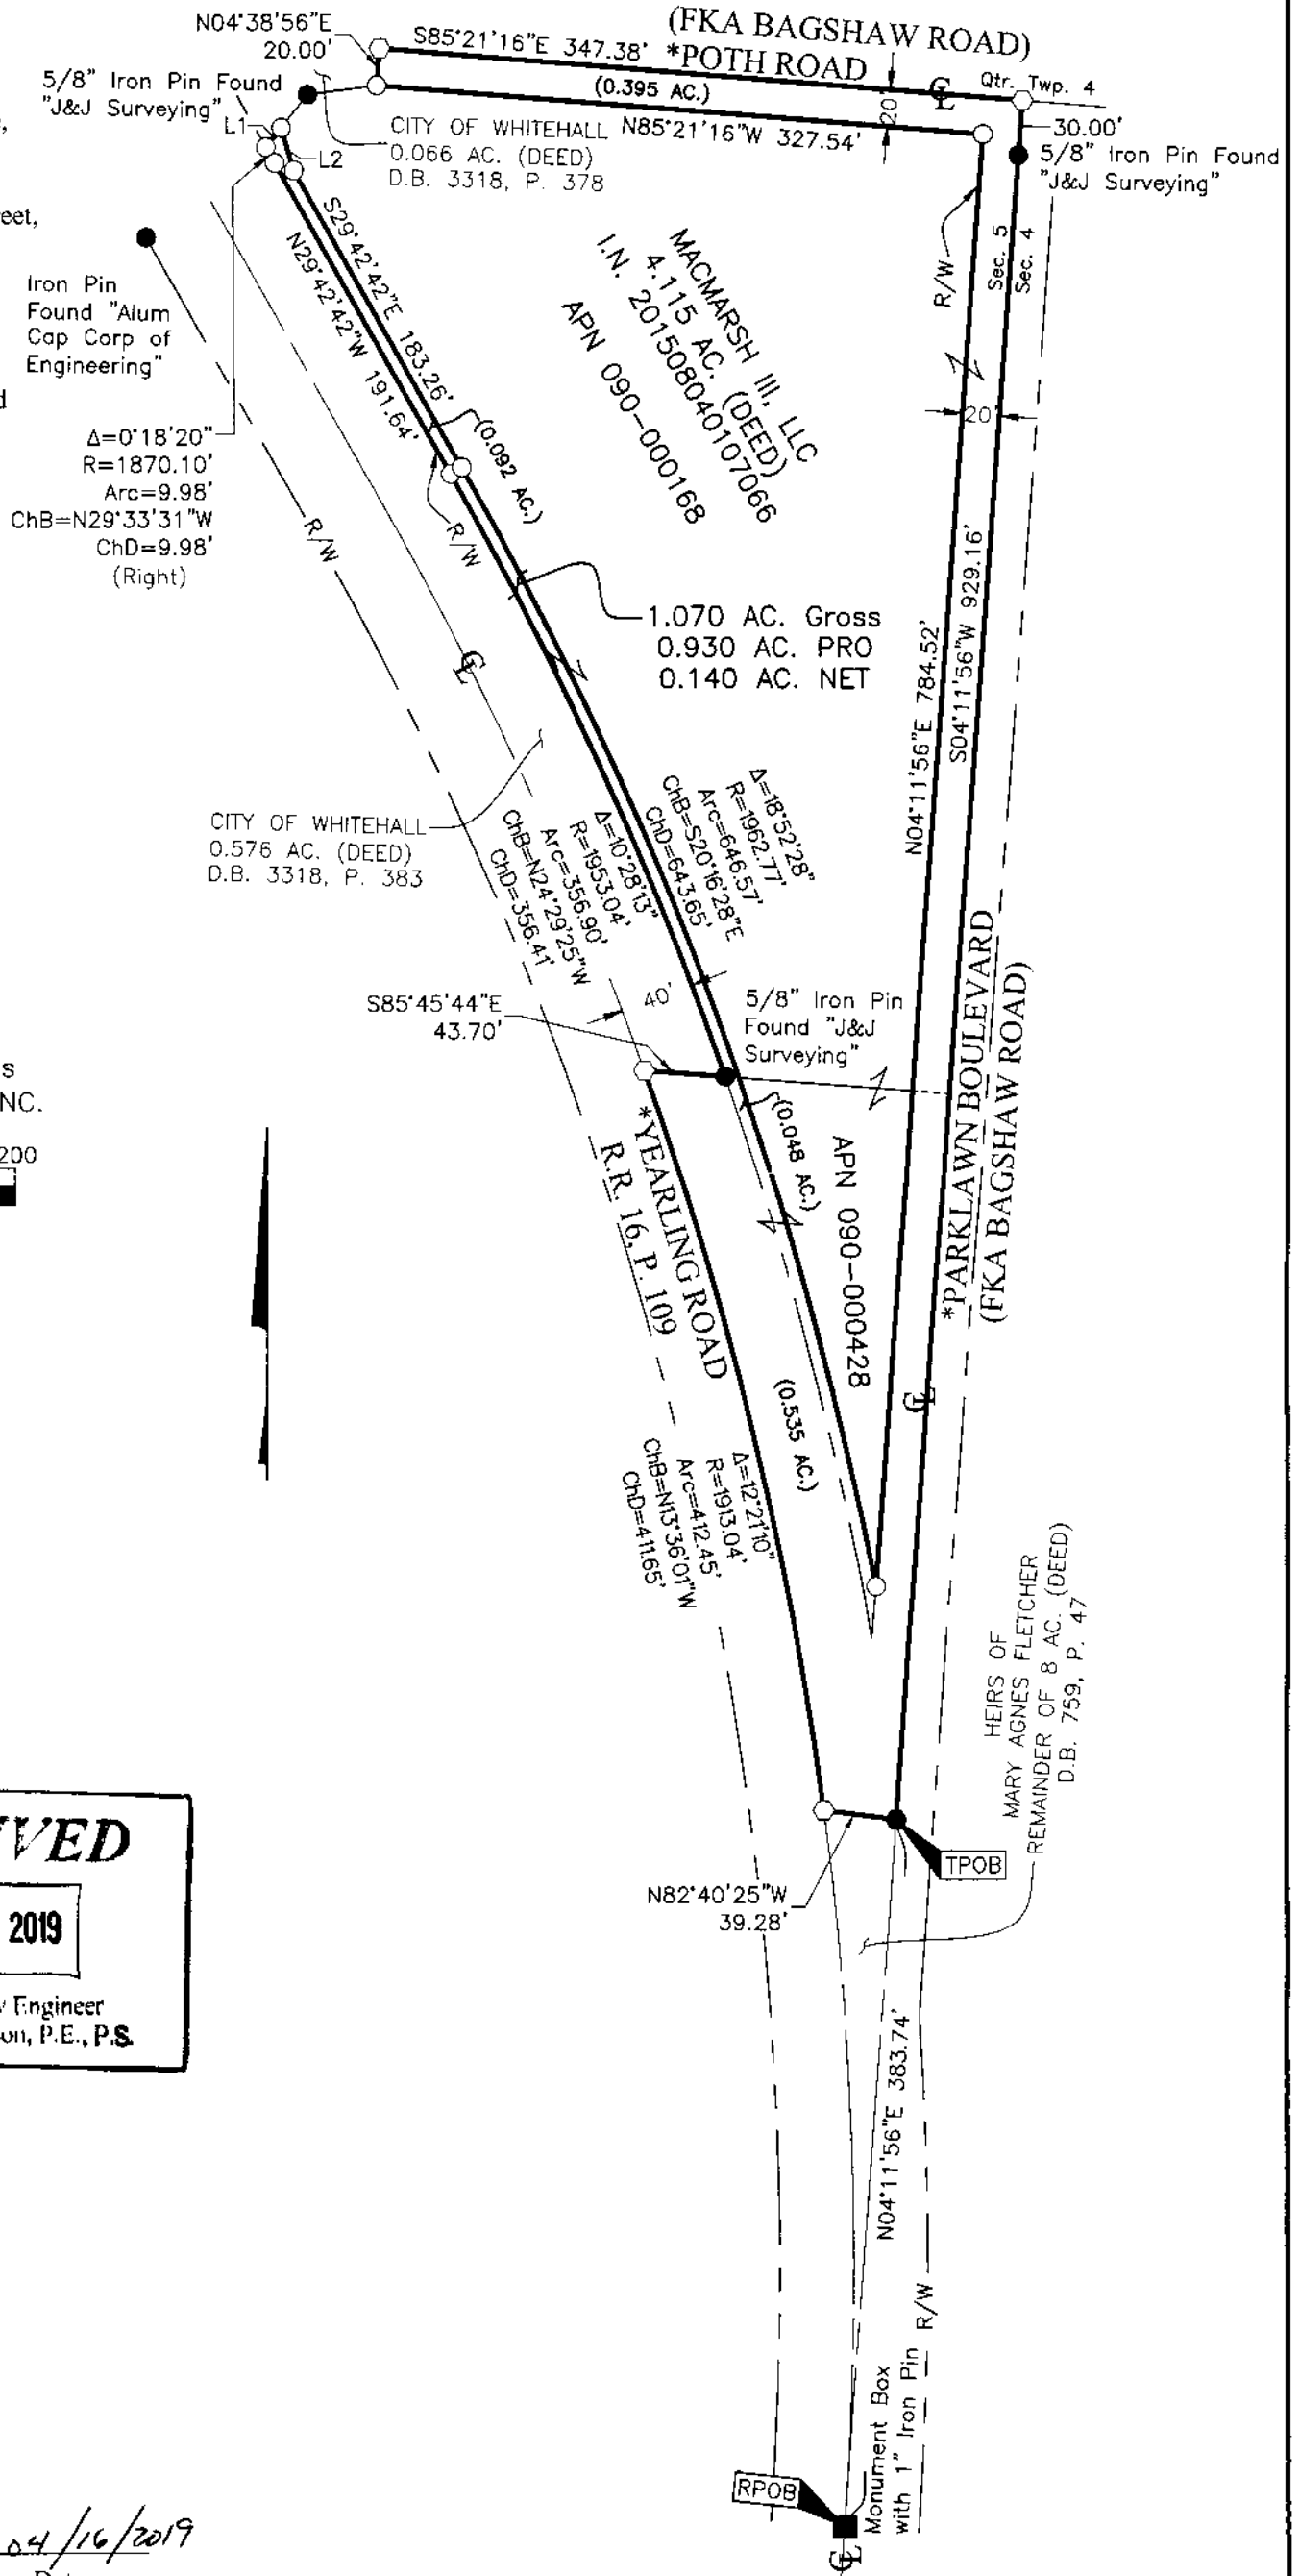 (FKA BAGSHAW ROAD)
*POTH ROAD
N04°38'56"E
20.00'
S85°21'16"E 347.38'
(0.395 AC.)
20'
CL
Qtr. Twp. 4
5/8" Iron Pin Found
"J&J Surveying"
L1
L2
CITY OF WHITEHALL
0.066 AC. (DEED)
D.B. 3318, P. 378
N85°21'16"W 327.54'
30.00'
5/8" Iron Pin Found
"J&J Surveying"
eet,
Iron Pin
Found "Alum
Cap Corp of
Engineering"
d
S29°42'42"E 183.26'
N29°42'42"W 191.64'
(0.092 AC.)
MACMARSH III, LLC
4.115 AC. (DEED)
I.N. 201508040107066
APN 090-000168
R/W
Sec. 5
Sec. 4
20'
Δ=0°18'20"
R=1870.10'
Arc=9.98'
ChB=N29°33'31"W
ChD=9.98'
(Right)
R/W
R/W
1.070 AC. Gross
0.930 AC. PRO
0.140 AC. NET
CL
N04°11'56"E 784.52'
S04°11'56"W 929.16'
CITY OF WHITEHALL
0.576 AC. (DEED)
D.B. 3318, P. 383
Δ=18°52'28"
R=1962.77'
Arc=646.57'
ChB=S20°16'28"E
ChD=643.65'
Δ=10°28'13"
R=1953.04'
Arc=356.90'
ChB=N24°29'25"W
ChD=356.41'
S85°45'44"E
43.70'
40'
5/8" Iron Pin
Found "J&J
Surveying"
*PARKLAWN BOULEVARD
(FKA BAGSHAW ROAD)
s
NC.
200
*YEARLING ROAD
R.R. 16, P. 109
(0.048 AC.)
APN 090-000428
(0.535 AC.)
CL
Δ=12°21'10"
R=1913.04'
Arc=412.45'
ChB=N13°36'01"W
ChD=411.65'
HEIRS OF
MARY AGNES FLETCHER
REMAINDER OF 8 AC. (DEED)
D.B. 759, P. 47
TPOB
N82°40'25"W
39.28'
IVED
2019
y Engineer
on, P.E., P.S.
N04°11'56"E 383.74'
R/W
Monument Box
with 1" Iron Pin
RPOB
CL
04/16/2019